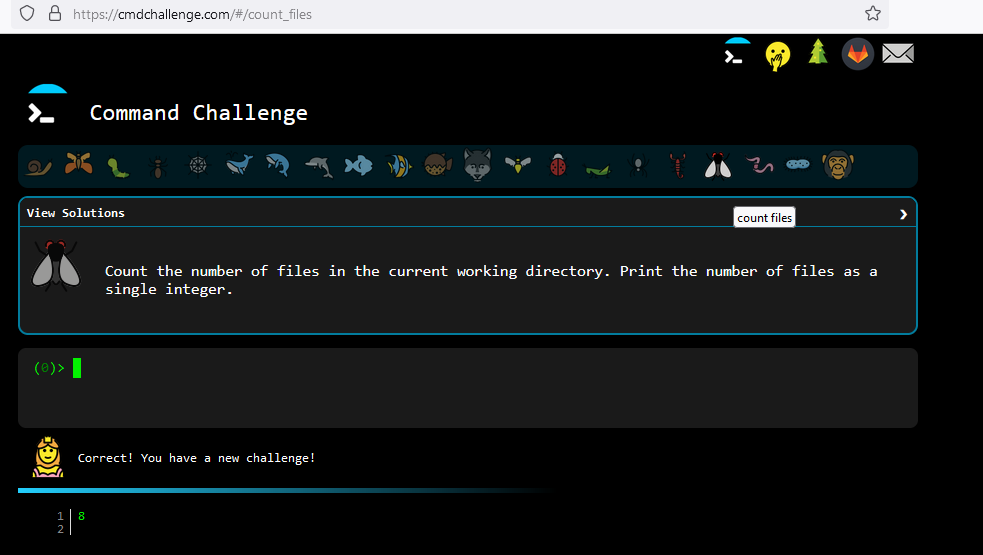 https://cmdchallenge.com/#/count_files
Command Challenge
View Solutions
count files
Count the number of files in the current working directory. Print the number of files as a
single integer.
(0)>
Correct! You have a new challenge!
1 8
2